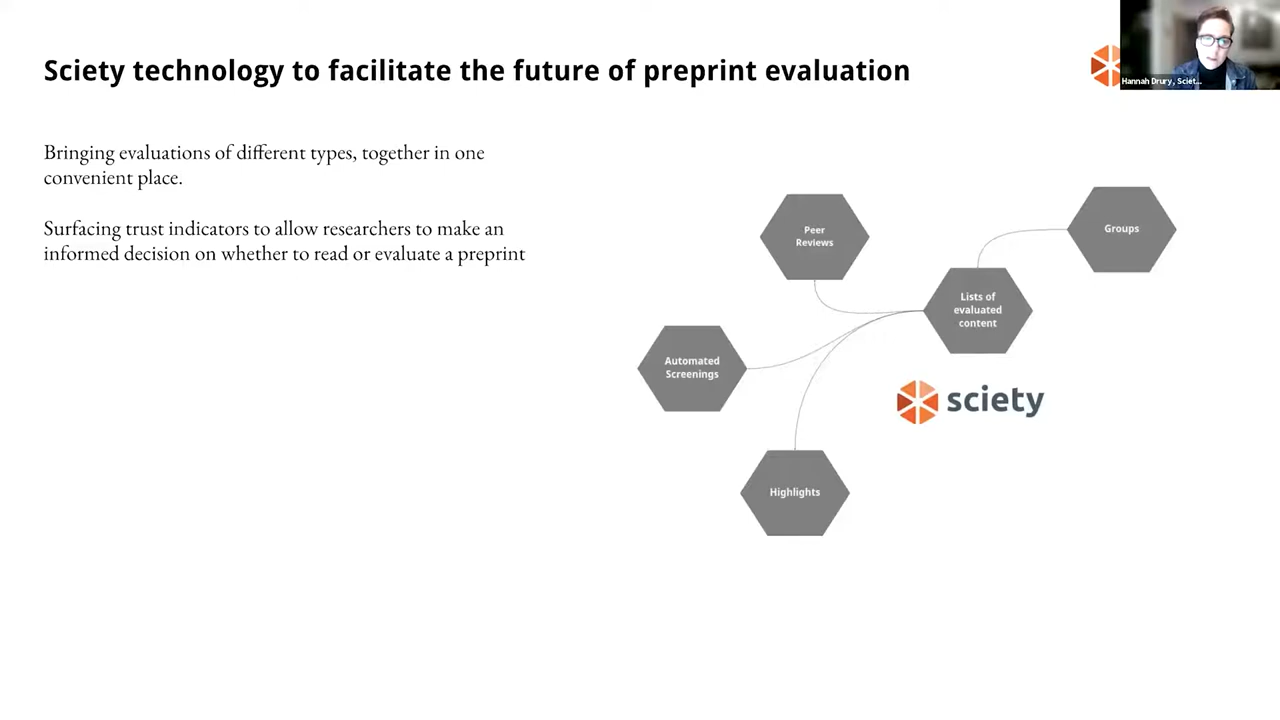 Sciety technology to facilitate the future of preprint evaluation
Hannah Drury, Sciet...
Bringing evaluations of different types, together in one
convenient place.
Surfacing trust indicators to allow researchers to make an
informed decision on whether to read or evaluate a preprint
Peer
Reviews
Groups
Lists of
evaluated
content
Automated
Screenings
sciety
Highlights